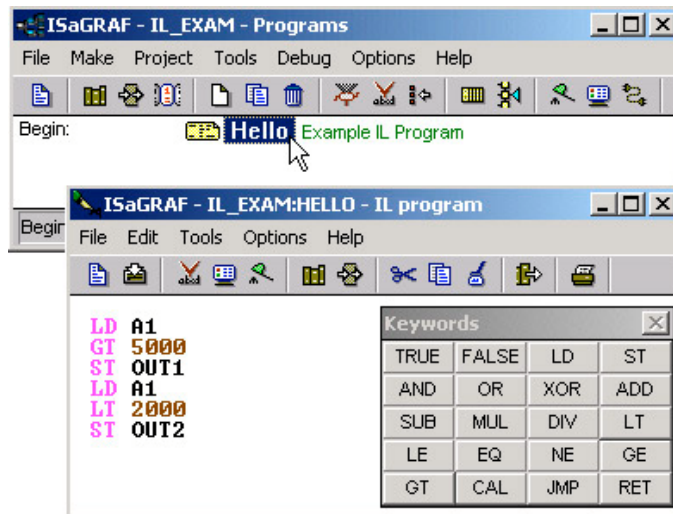 ISaGRAF - IL_EXAM - Programs
File Make Project Tools Debug Options Help
Begin: Hello Example IL Program
Begin
ISaGRAF - IL_EXAM:HELLO - IL program
File Edit Tools Options Help
LD A1
GT 5000
ST OUT1
LD A1
LT 2000
ST OUT2
Keywords
TRUE FALSE LD ST
AND OR XOR ADD
SUB MUL DIV LT
LE EQ NE GE
GT CAL JMP RET